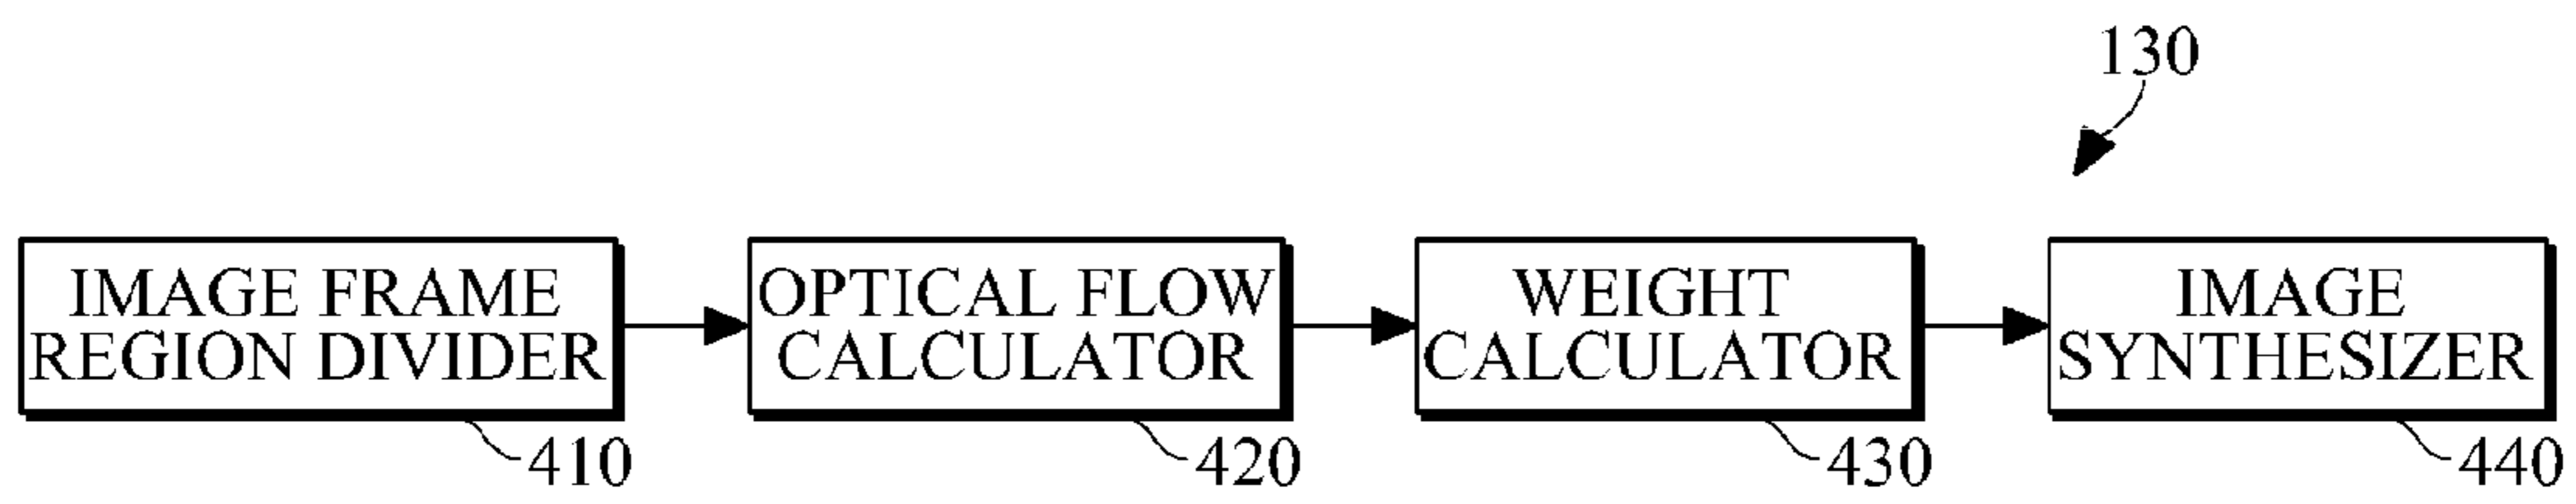 130
IMAGE FRAME
REGION DIVIDER
OPTICAL FLOW
CALCULATOR
WEIGHT
CALCULATOR
IMAGE
SYNTHESIZER
410
420
430
440